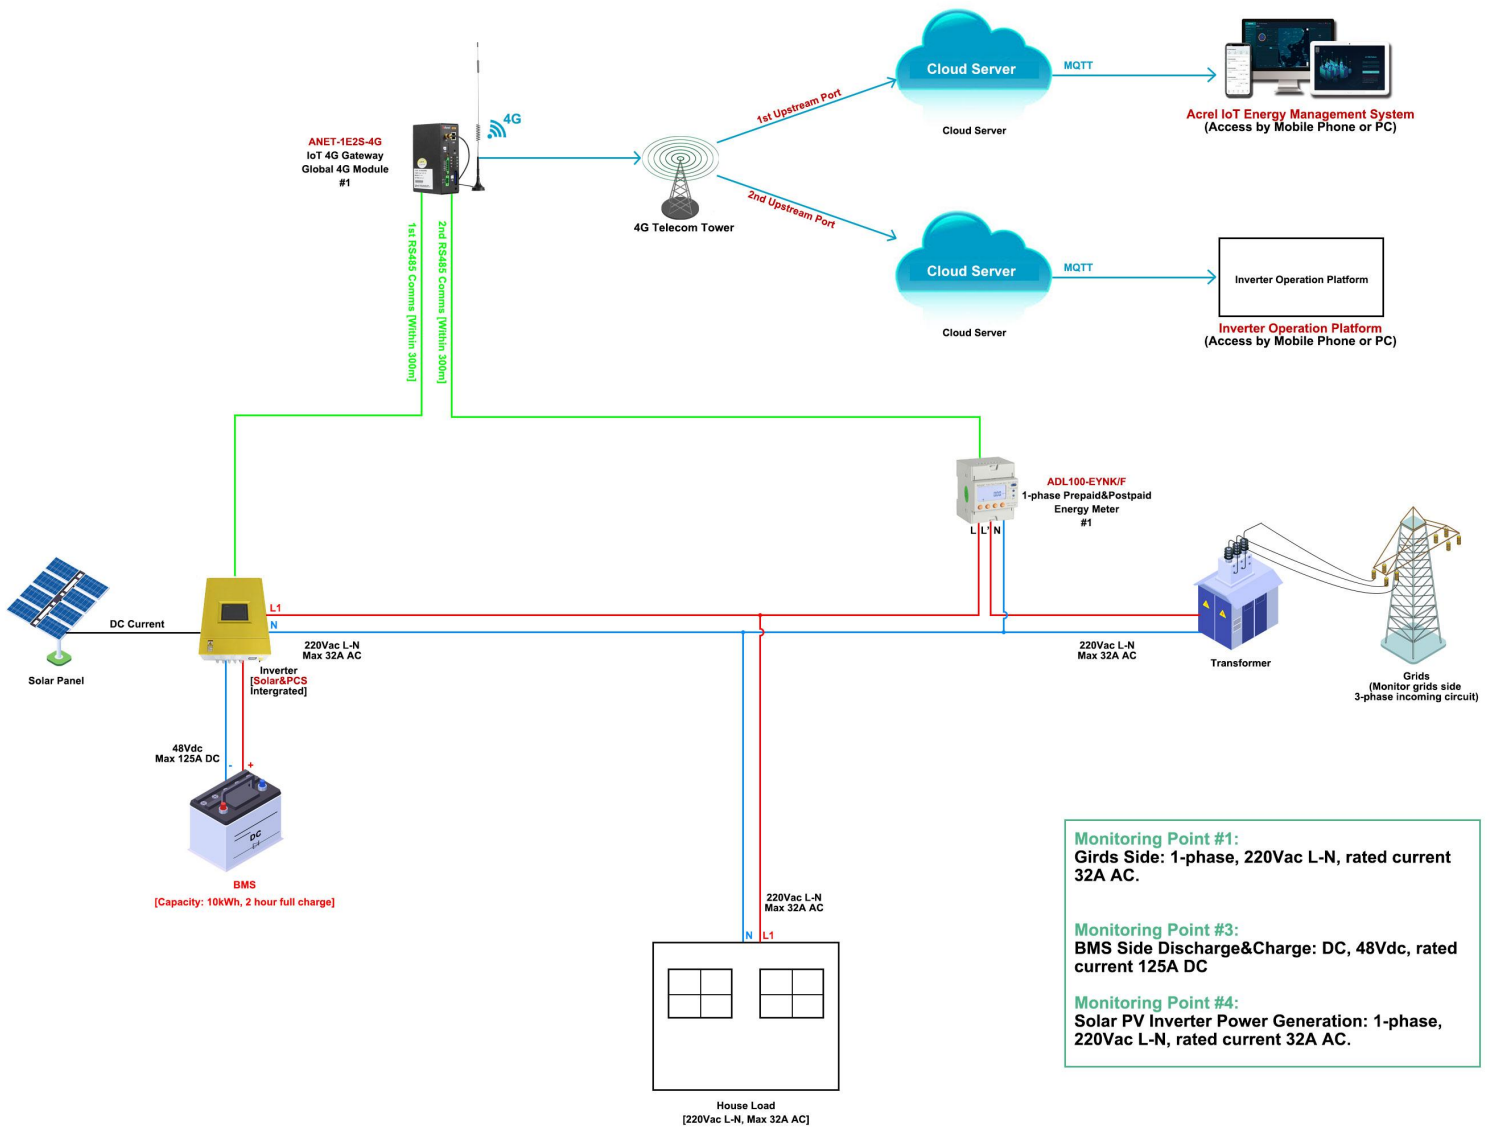 Cloud Server
Cloud Server
MQTT
Acrel IoT Energy Management System
(Access by Mobile Phone or PC)
4G
ANET-1E2S-4G
IoT 4G Gateway
Global 4G Module
#1
1st Upstream Port
2nd Upstream Port
4G Telecom Tower
Cloud Server
Cloud Server
MQTT
Inverter Operation Platform
Inverter Operation Platform
(Access by Mobile Phone or PC)
1st RS485 Comms [Within 300m]
2nd RS485 Comms [Within 300m]
ADL100-EYNK/F
1-phase Prepaid&Postpaid
Energy Meter
#1
L L' N
DC Current
Solar Panel
L1
N
220Vac L-N
Max 32A AC
Inverter
[Solar&PCS
Intergrated]
220Vac L-N
Max 32A AC
Transformer
Grids
(Monitor grids side
3-phase incoming circuit)
48Vdc
Max 125A DC
- +
DC
BMS
[Capacity: 10kWh, 2 hour full charge]
220Vac L-N
Max 32A AC
N L1
House Load
[220Vac L-N, Max 32A AC]
Monitoring Point #1:
Girds Side: 1-phase, 220Vac L-N, rated current
32A AC.
Monitoring Point #3:
BMS Side Discharge&Charge: DC, 48Vdc, rated
current 125A DC
Monitoring Point #4:
Solar PV Inverter Power Generation: 1-phase,
220Vac L-N, rated current 32A AC.